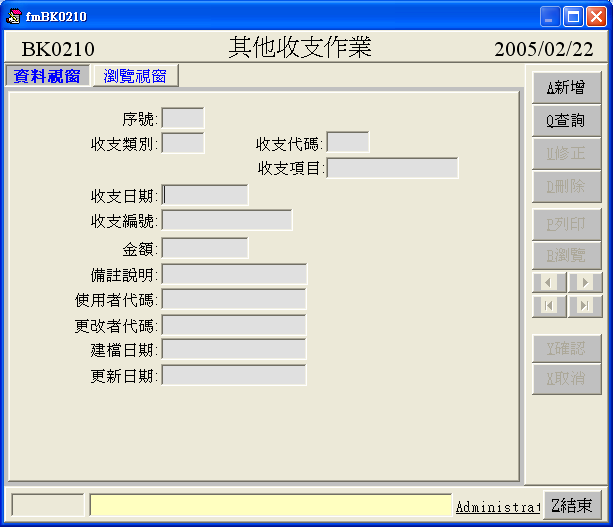 fmBK0210
BK0210 其他收支作業 2005/02/22
資料視窗 瀏覽視窗
序號:
收支類別: 收支代碼:
收支項目:
收支日期:
收支編號:
金額:
備註說明:
使用者代碼:
更改者代碼:
建檔日期:
更新日期:
A新增
Q查詢
U修正
D刪除
P列印
B瀏覽
Y確認
X取消
Administrat Z結束